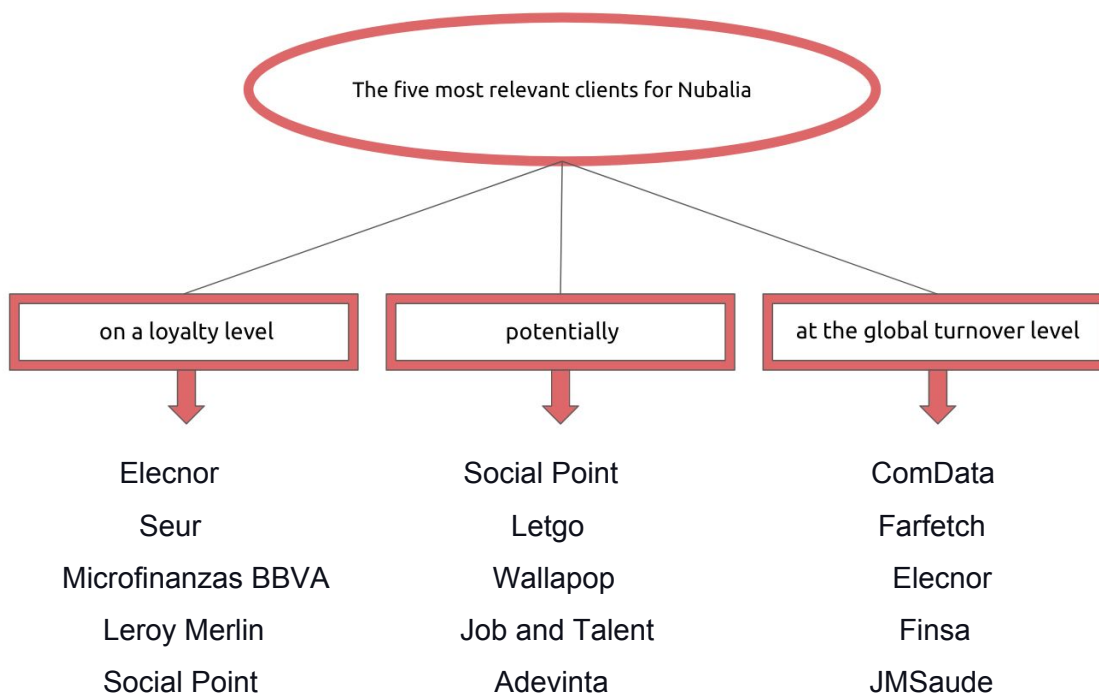 The five most relevant clients for Nubalia
on a loyalty level
potentially
at the global turnover level
Elecnor
Seur
Microfinanzas BBVA
Leroy Merlin
Social Point
Social Point
Letgo
Wallapop
Job and Talent
Adevinta
ComData
Farfetch
Elecnor
Finsa
JMSaude